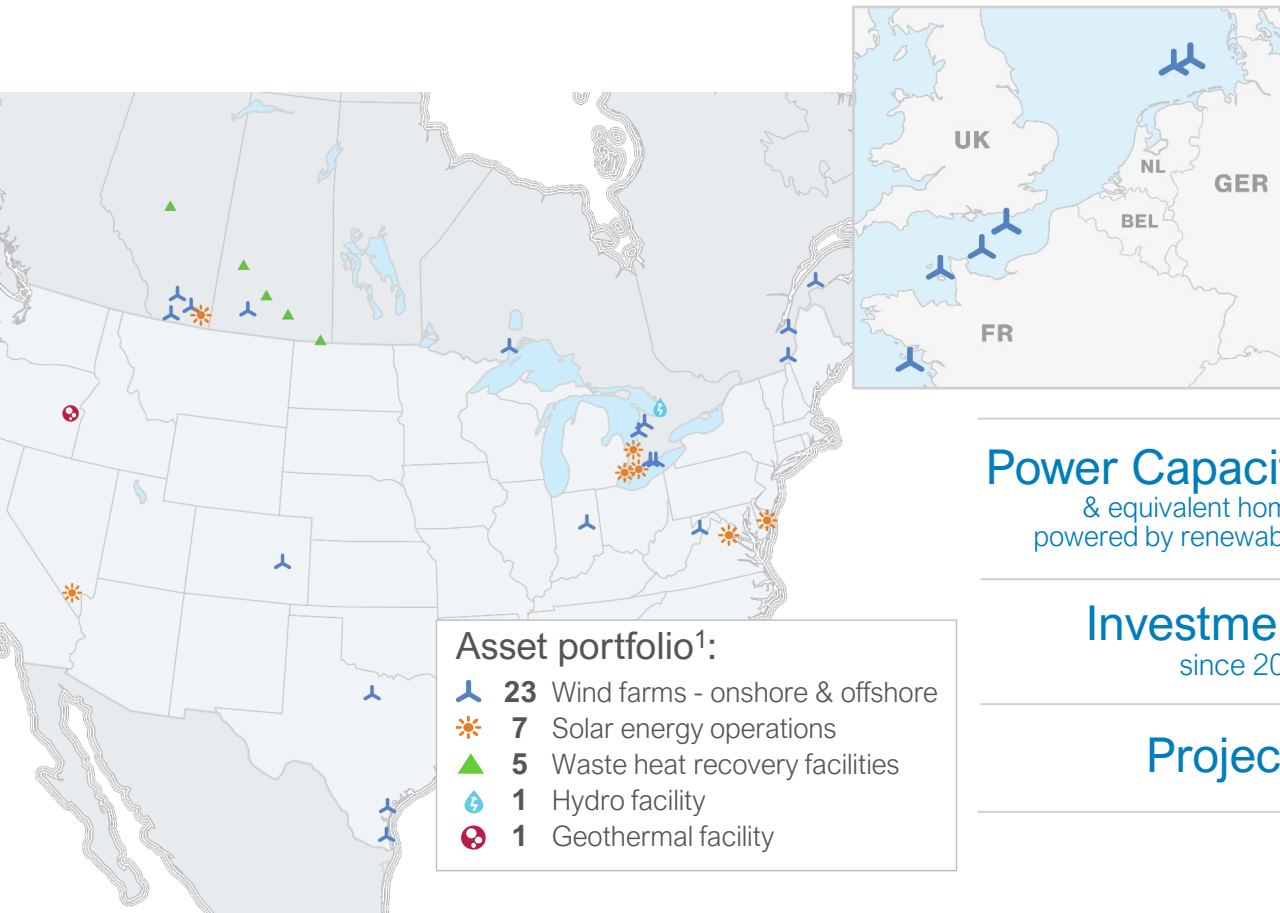 UK
NL
GER
BEL
FR
Power Capacit
& equivalent hom
powered by renewab
Investme
since 20
Projec
Asset portfolio¹:
23 Wind farms - onshore & offshore
7 Solar energy operations
5 Waste heat recovery facilities
1 Hydro facility
1 Geothermal facility